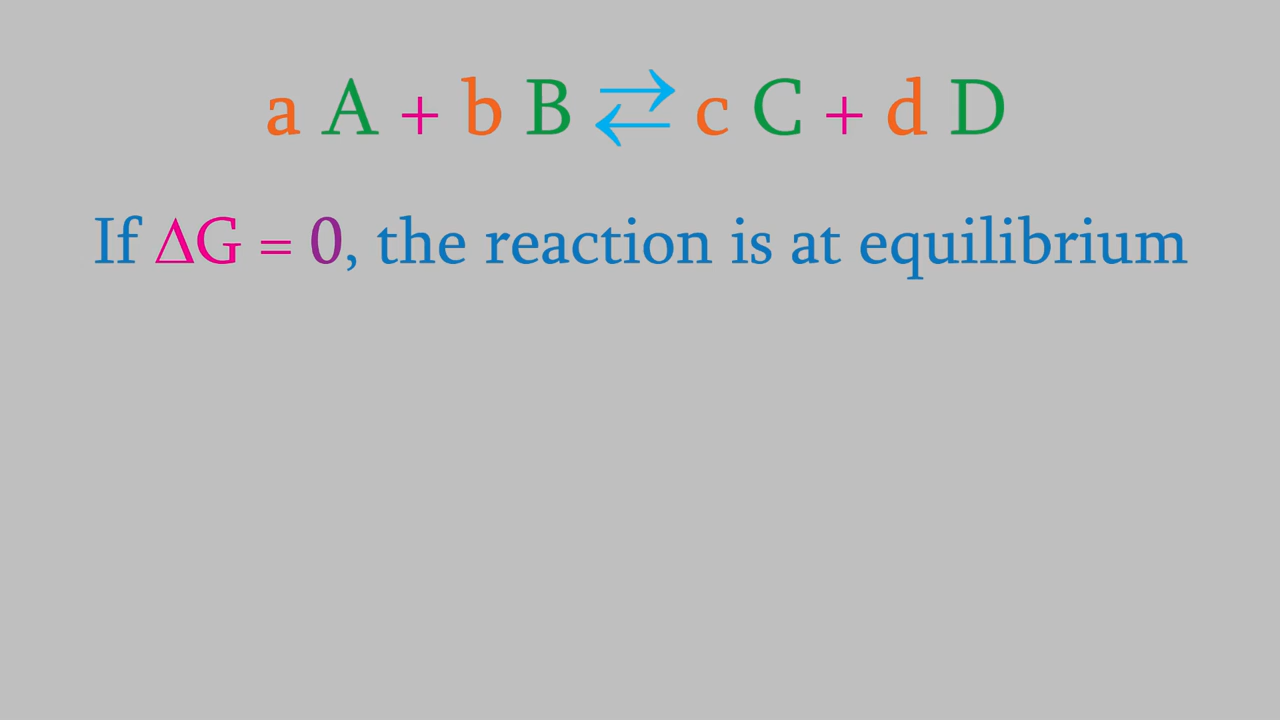 a A + b B ⇄ c C + d D
If ΔG = 0, the reaction is at equilibrium